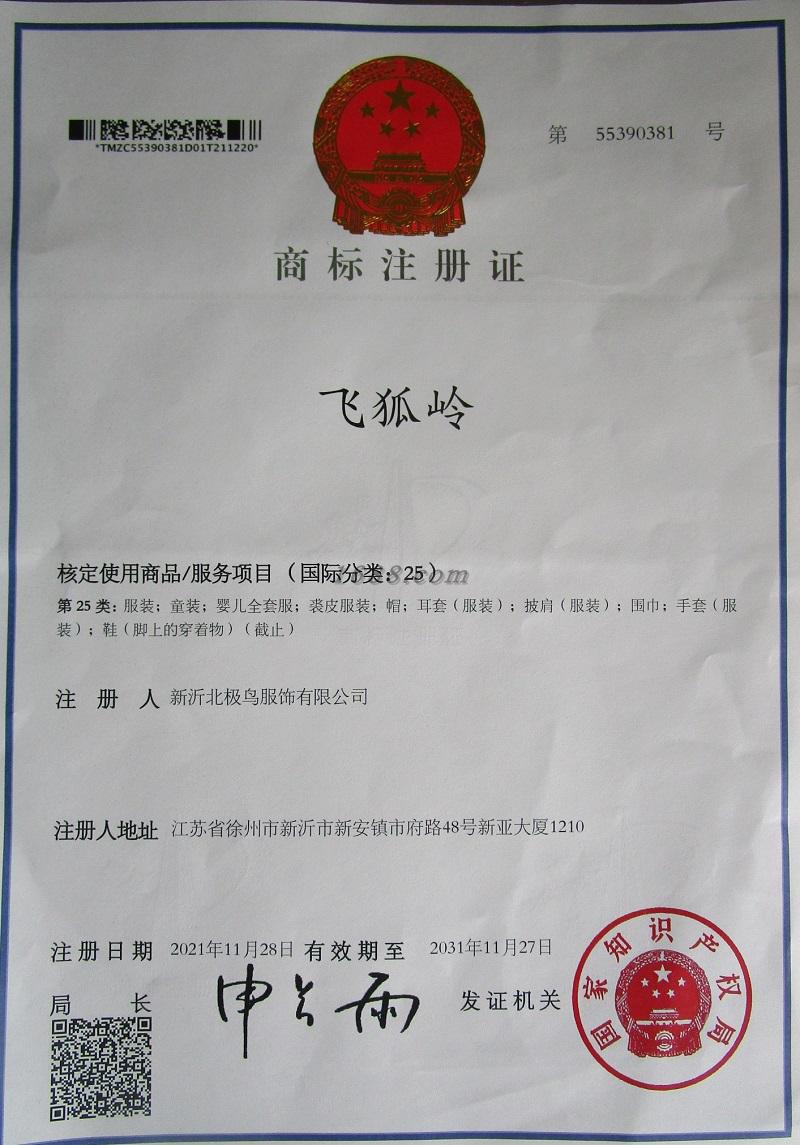 第 55390381 号
*TMZC55390381D01T211220*
商标注册证
飞狐岭
核定使用商品/服务项目（国际分类：25）
第25类：服装；童装；婴儿全套服；裘皮服装；帽；耳套（服装）；披肩（服装）；围巾；手套（服
装）；鞋（脚上的穿着物）（截止）
注 册 人 新沂北极鸟服饰有限公司
注册人地址 江苏省徐州市新沂市新安镇市府路48号新亚大厦1210
注册日期 2021年11月28日 有效期至 2031年11月27日
局 长 申长雨 发证机关
国家知识产权局